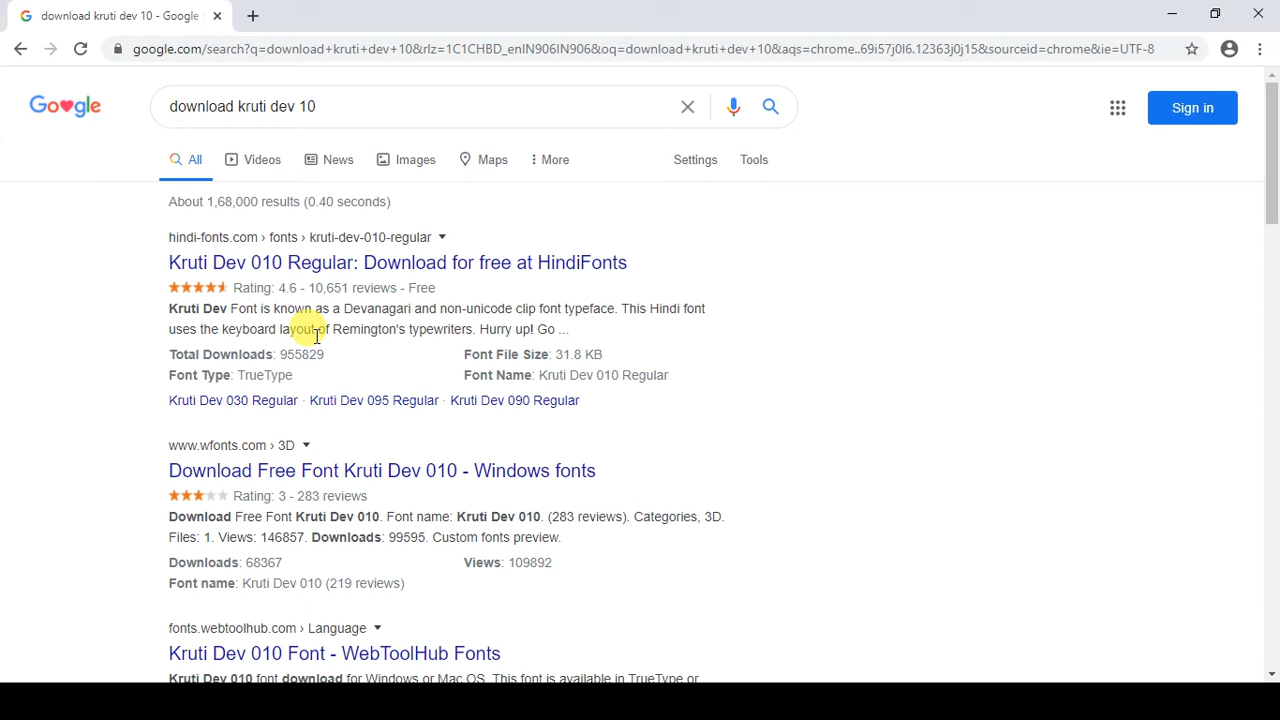 download kruti dev 10 - Google
google.com/search?q=download+kruti+dev+10&rlz=1C1CHBD_enIN906IN906&oq=download+kruti+dev+10&aqs=chrome..69i57j0l6.12363j0j15&sourceid=chrome&ie=UTF-8
Go♥gle
download kruti dev 10
Sign in
All Videos News Images Maps More Settings Tools
About 1,68,000 results (0.40 seconds)
hindi-fonts.com › fonts › kruti-dev-010-regular
Kruti Dev 010 Regular: Download for free at HindiFonts
Rating: 4.6 - 10,651 reviews - Free
Kruti Dev Font is known as a Devanagari and non-unicode clip font typeface. This Hindi font
uses the keyboard layout of Remington's typewriters. Hurry up! Go ...
Total Downloads: 955829 Font File Size: 31.8 KB
Font Type: TrueType Font Name: Kruti Dev 010 Regular
Kruti Dev 030 Regular · Kruti Dev 095 Regular · Kruti Dev 090 Regular
www.wfonts.com › 3D
Download Free Font Kruti Dev 010 - Windows fonts
Rating: 3 - 283 reviews
Download Free Font Kruti Dev 010. Font name: Kruti Dev 010. (283 reviews). Categories, 3D.
Files: 1. Views: 146857. Downloads: 99595. Custom fonts preview.
Downloads: 68367 Views: 109892
Font name: Kruti Dev 010 (219 reviews)
fonts.webtoolhub.com › Language
Kruti Dev 010 Font - WebToolHub Fonts
Kruti Dev 010 font download for Windows or Mac OS. This font is available in TrueType or